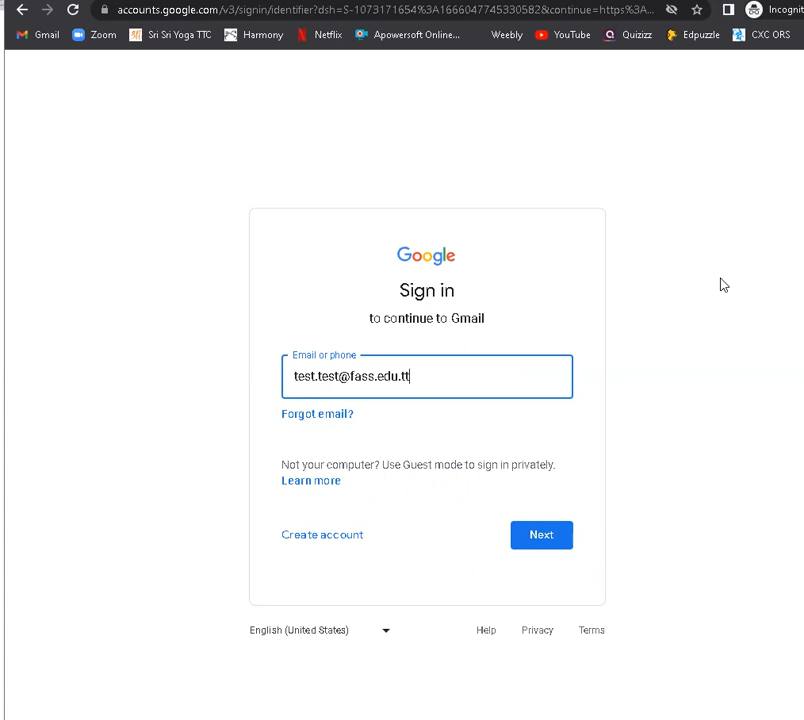 accounts.google.com/v3/signin/identifier?dsh=S-1073171654%3A1666047745330582&continue=https%3A...
Incognit
Gmail Zoom Sri Sri Yoga TTC Harmony Netflix Apowersoft Online... Weebly YouTube Quizizz Edpuzzle CXC ORS
Google
Sign in
to continue to Gmail
Email or phone
test.test@fass.edu.tt
Forgot email?
Not your computer? Use Guest mode to sign in privately.
Learn more
Create account
Next
English (United States)
Help Privacy Terms